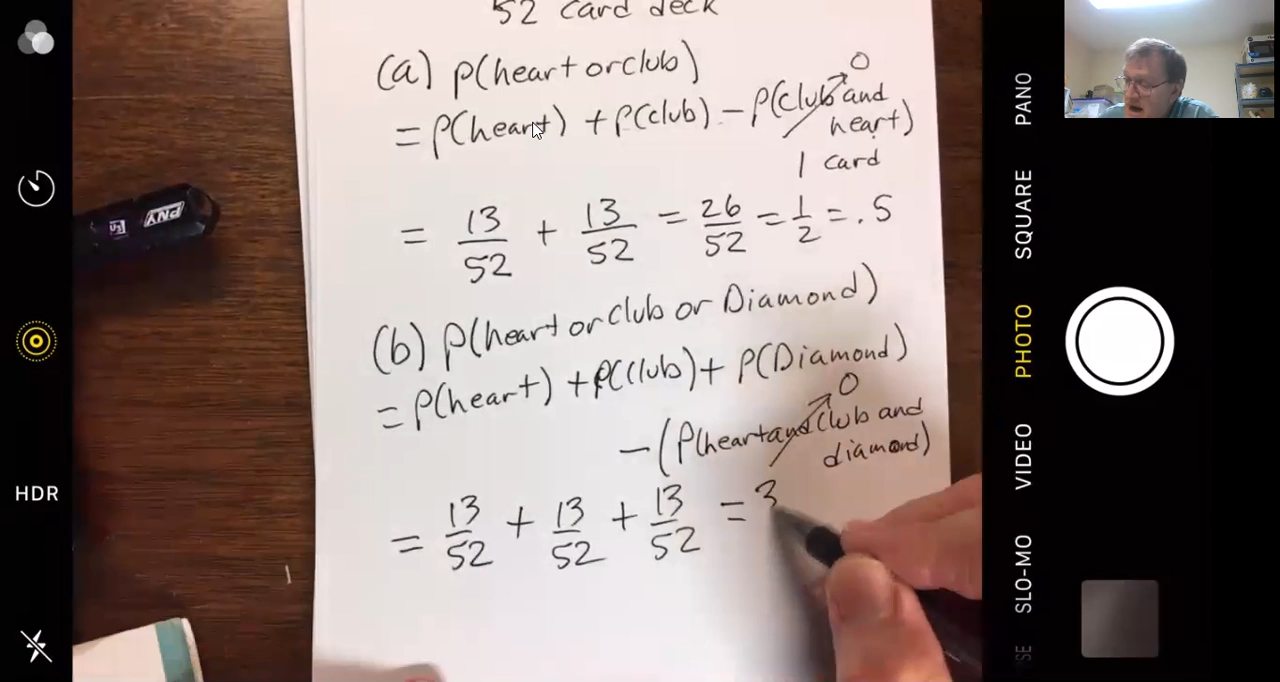 52 card deck
(a) P(heart or club)
= P(heart) + P(club) - P(club and heart) 0
1 card
= 13/52 + 13/52 = 26/52 = 1/2 = .5
(b) P(heart or club or Diamond)
= P(heart) + P(club) + P(Diamond)
- (P(heart and club and diamond) 0
= 13/52 + 13/52 + 13/52 = 3
PNY
HDR
PANO
SQUARE
PHOTO
VIDEO
SLO-MO
SE